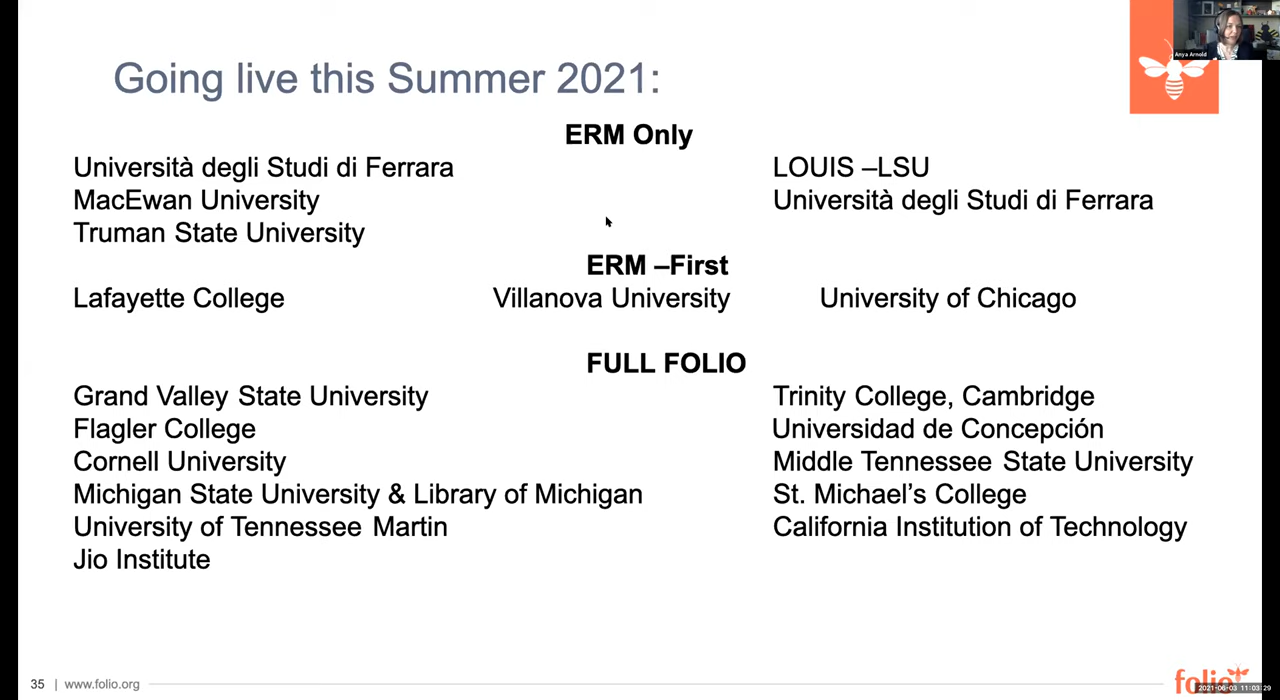 Anya Arnold
Going live this Summer 2021:
ERM Only
Università degli Studi di Ferrara
LOUIS –LSU
MacEwan University
Università degli Studi di Ferrara
Truman State University
ERM –First
Lafayette College
Villanova University
University of Chicago
FULL FOLIO
Grand Valley State University
Trinity College, Cambridge
Flagler College
Universidad de Concepción
Cornell University
Middle Tennessee State University
Michigan State University & Library of Michigan
St. Michael's College
University of Tennessee Martin
California Institution of Technology
Jio Institute
35 | www.folio.org
folio
2021-06-03 11:03:29